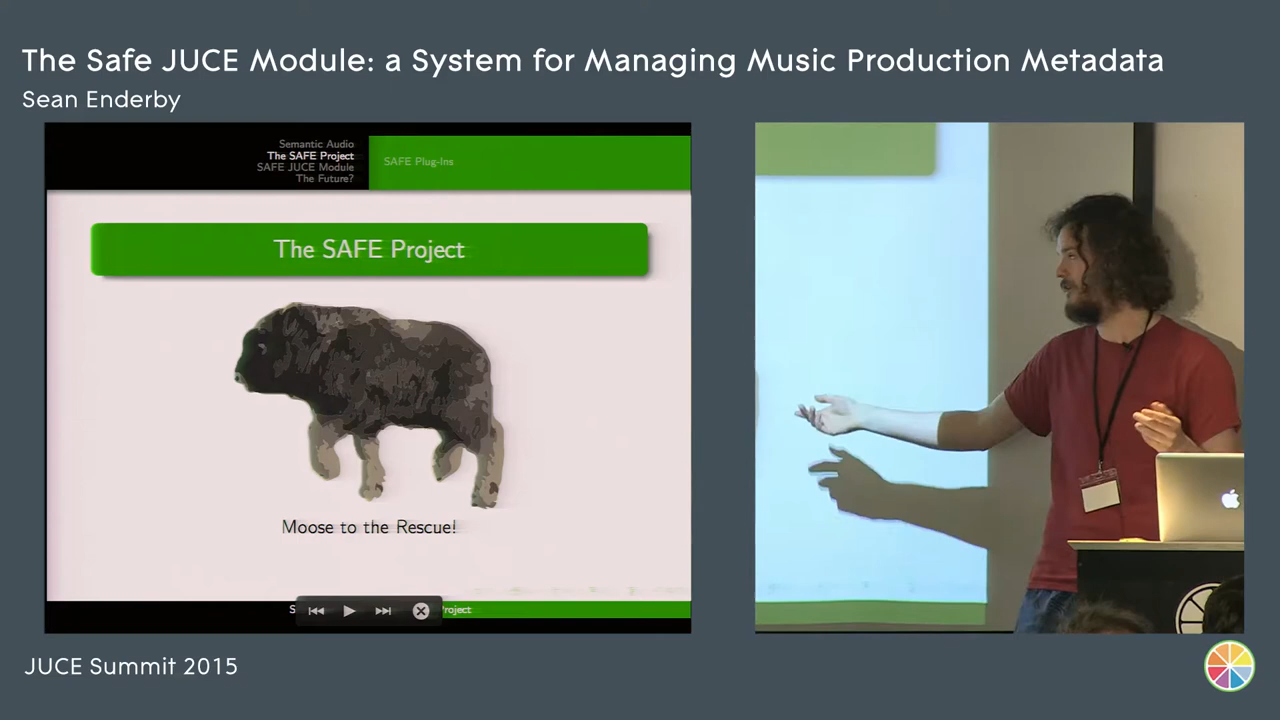 The Safe JUCE Module: a System for Managing Music Production Metadata
Sean Enderby
Semantic Audio
The SAFE Project
SAFE JUCE Module
The Future?
SAFE Plug-Ins
The SAFE Project
Moose to the Rescue!
JUCE Summit 2015